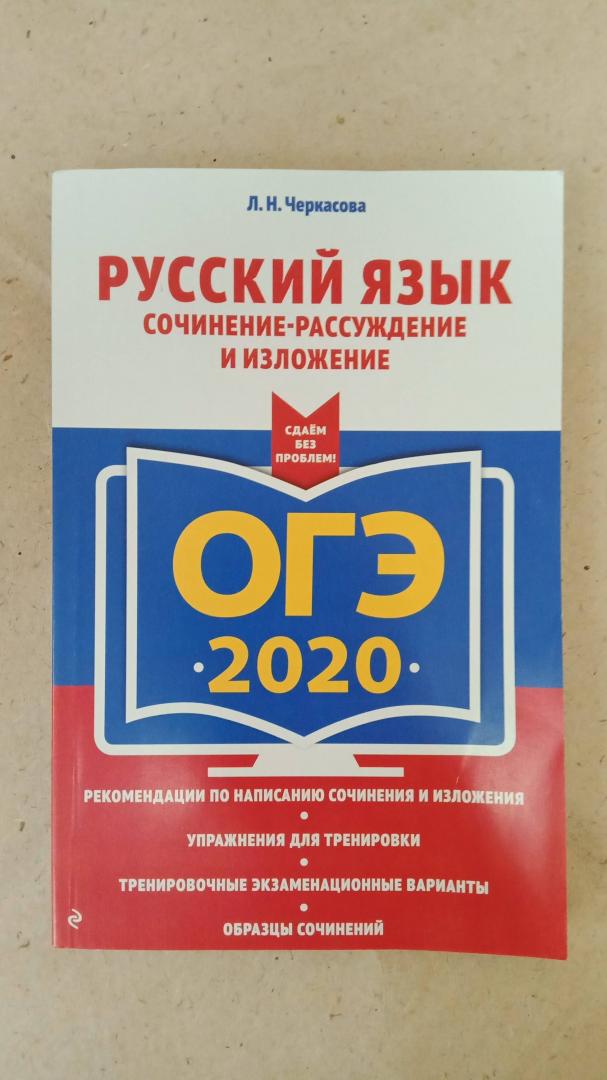 Л. Н. Черкасова
РУССКИЙ ЯЗЫК
СОЧИНЕНИЕ-РАССУЖДЕНИЕ
И ИЗЛОЖЕНИЕ
СДАЁМ
БЕЗ
ПРОБЛЕМ!
ОГЭ
·2020·
РЕКОМЕНДАЦИИ ПО НАПИСАНИЮ СОЧИНЕНИЯ И ИЗЛОЖЕНИЯ
•
УПРАЖНЕНИЯ ДЛЯ ТРЕНИРОВКИ
•
ТРЕНИРОВОЧНЫЕ ЭКЗАМЕНАЦИОННЫЕ ВАРИАНТЫ
•
ОБРАЗЦЫ СОЧИНЕНИЙ